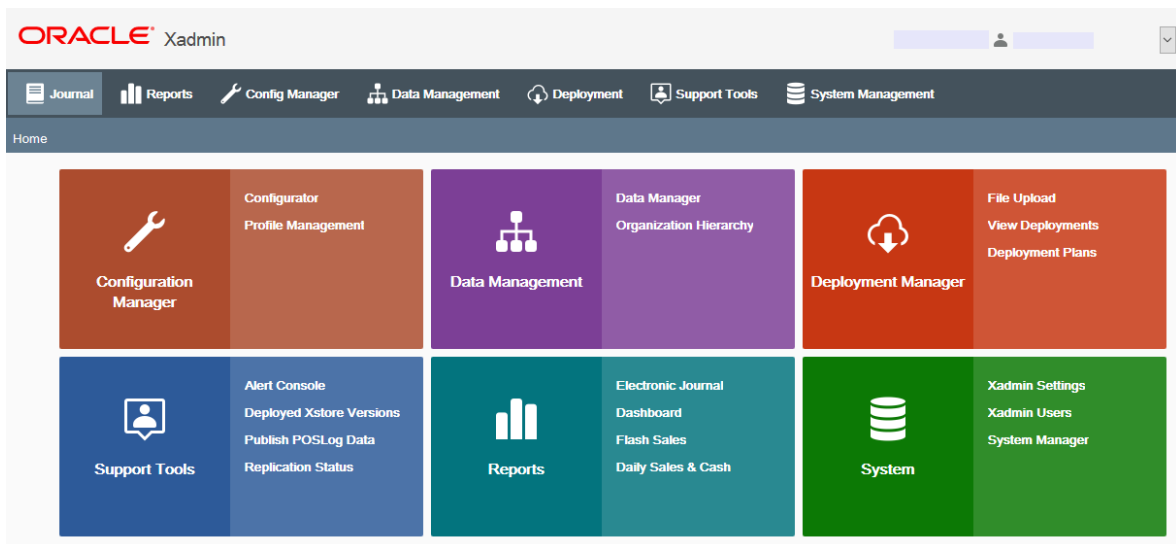 ORACLE Xadmin
Journal Reports Config Manager Data Management Deployment Support Tools System Management
Home
Configuration Manager
Configurator
Profile Management
Data Management
Data Manager
Organization Hierarchy
Deployment Manager
File Upload
View Deployments
Deployment Plans
Support Tools
Alert Console
Deployed Xstore Versions
Publish POSLog Data
Replication Status
Reports
Electronic Journal
Dashboard
Flash Sales
Daily Sales & Cash
System
Xadmin Settings
Xadmin Users
System Manager